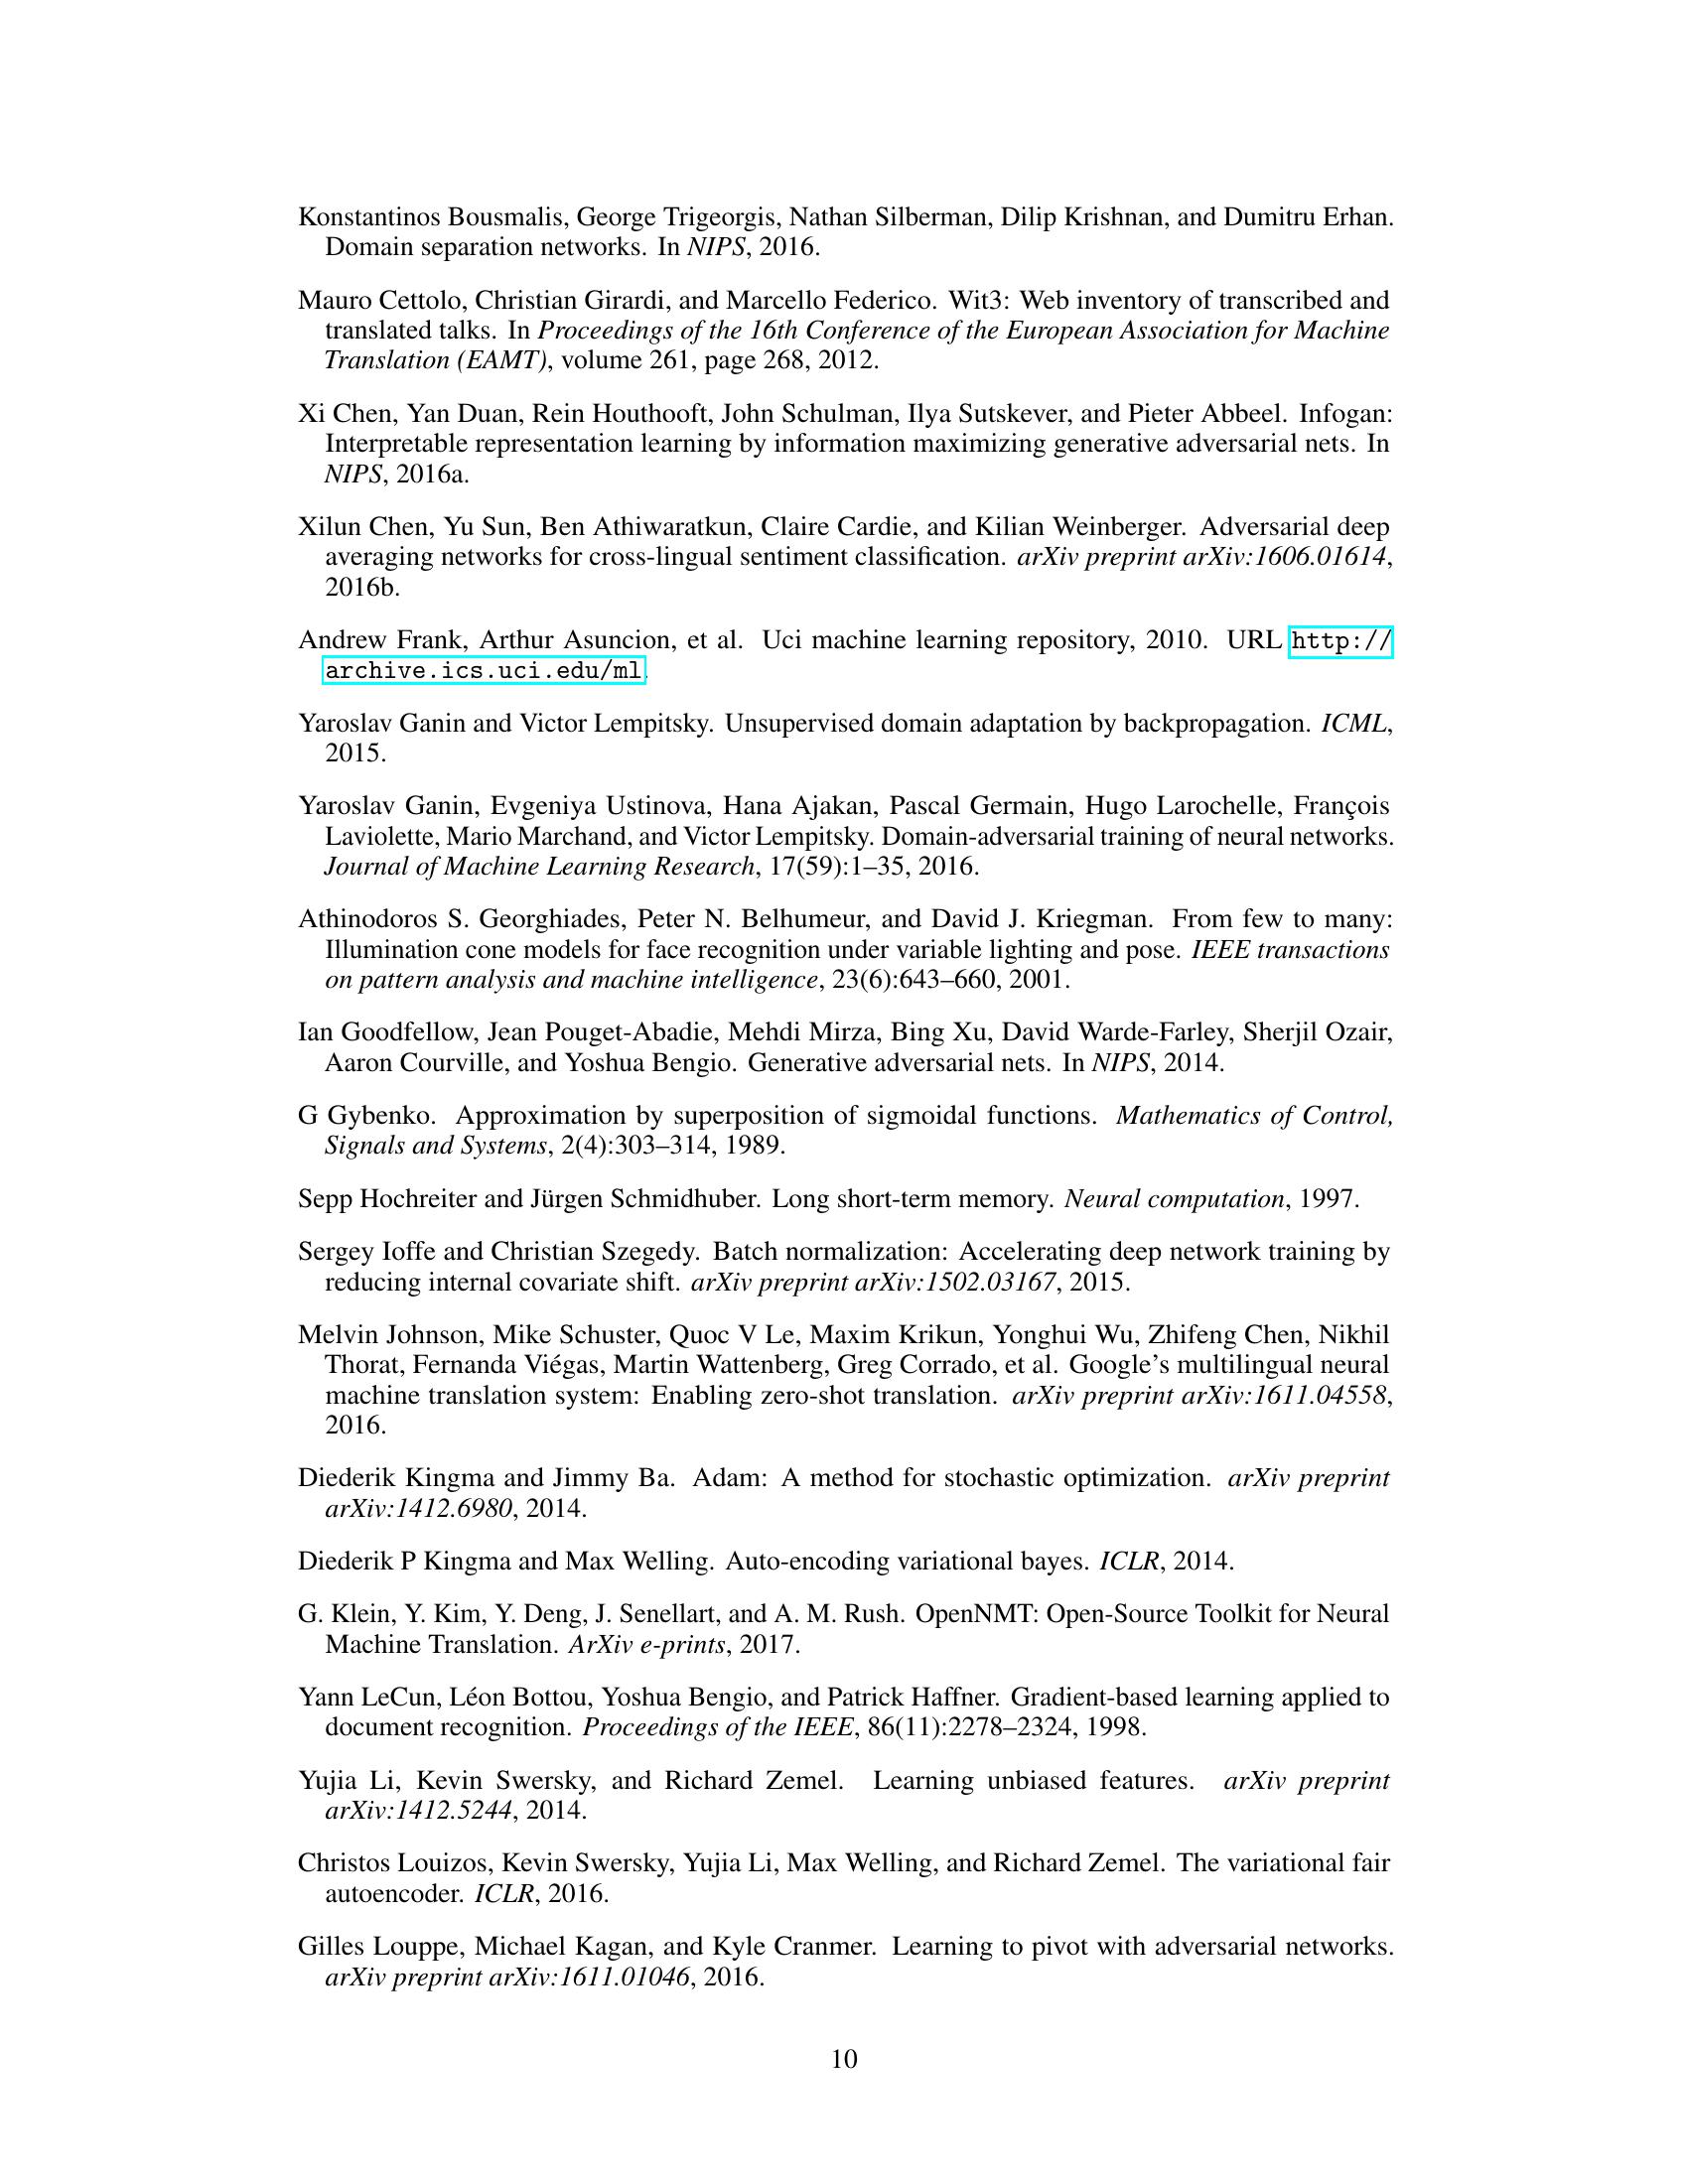 Konstantinos Bousmalis, George Trigeorgis, Nathan Silberman, Dilip Krishnan, and Dumitru Erhan.
Domain separation networks. In NIPS, 2016.
Mauro Cettolo, Christian Girardi, and Marcello Federico. Wit3: Web inventory of transcribed and
translated talks. In Proceedings of the 16th Conference of the European Association for Machine
Translation (EAMT), volume 261, page 268, 2012.
Xi Chen, Yan Duan, Rein Houthooft, John Schulman, Ilya Sutskever, and Pieter Abbeel. Infogan:
Interpretable representation learning by information maximizing generative adversarial nets. In
NIPS, 2016a.
Xilun Chen, Yu Sun, Ben Athiwaratkun, Claire Cardie, and Kilian Weinberger. Adversarial deep
averaging networks for cross-lingual sentiment classification. arXiv preprint arXiv:1606.01614,
2016b.
Andrew Frank, Arthur Asuncion, et al. Uci machine learning repository, 2010. URL http://
archive.ics.uci.edu/ml.
Yaroslav Ganin and Victor Lempitsky. Unsupervised domain adaptation by backpropagation. ICML,
2015.
Yaroslav Ganin, Evgeniya Ustinova, Hana Ajakan, Pascal Germain, Hugo Larochelle, François
Laviolette, Mario Marchand, and Victor Lempitsky. Domain-adversarial training of neural networks.
Journal of Machine Learning Research, 17(59):1–35, 2016.
Athinodoros S. Georghiades, Peter N. Belhumeur, and David J. Kriegman. From few to many:
Illumination cone models for face recognition under variable lighting and pose. IEEE transactions
on pattern analysis and machine intelligence, 23(6):643–660, 2001.
Ian Goodfellow, Jean Pouget-Abadie, Mehdi Mirza, Bing Xu, David Warde-Farley, Sherjil Ozair,
Aaron Courville, and Yoshua Bengio. Generative adversarial nets. In NIPS, 2014.
G Gybenko. Approximation by superposition of sigmoidal functions. Mathematics of Control,
Signals and Systems, 2(4):303–314, 1989.
Sepp Hochreiter and Jürgen Schmidhuber. Long short-term memory. Neural computation, 1997.
Sergey Ioffe and Christian Szegedy. Batch normalization: Accelerating deep network training by
reducing internal covariate shift. arXiv preprint arXiv:1502.03167, 2015.
Melvin Johnson, Mike Schuster, Quoc V Le, Maxim Krikun, Yonghui Wu, Zhifeng Chen, Nikhil
Thorat, Fernanda Viégas, Martin Wattenberg, Greg Corrado, et al. Google's multilingual neural
machine translation system: Enabling zero-shot translation. arXiv preprint arXiv:1611.04558,
2016.
Diederik Kingma and Jimmy Ba. Adam: A method for stochastic optimization. arXiv preprint
arXiv:1412.6980, 2014.
Diederik P Kingma and Max Welling. Auto-encoding variational bayes. ICLR, 2014.
G. Klein, Y. Kim, Y. Deng, J. Senellart, and A. M. Rush. OpenNMT: Open-Source Toolkit for Neural
Machine Translation. ArXiv e-prints, 2017.
Yann LeCun, Léon Bottou, Yoshua Bengio, and Patrick Haffner. Gradient-based learning applied to
document recognition. Proceedings of the IEEE, 86(11):2278–2324, 1998.
Yujia Li, Kevin Swersky, and Richard Zemel. Learning unbiased features. arXiv preprint
arXiv:1412.5244, 2014.
Christos Louizos, Kevin Swersky, Yujia Li, Max Welling, and Richard Zemel. The variational fair
autoencoder. ICLR, 2016.
Gilles Louppe, Michael Kagan, and Kyle Cranmer. Learning to pivot with adversarial networks.
arXiv preprint arXiv:1611.01046, 2016.
10